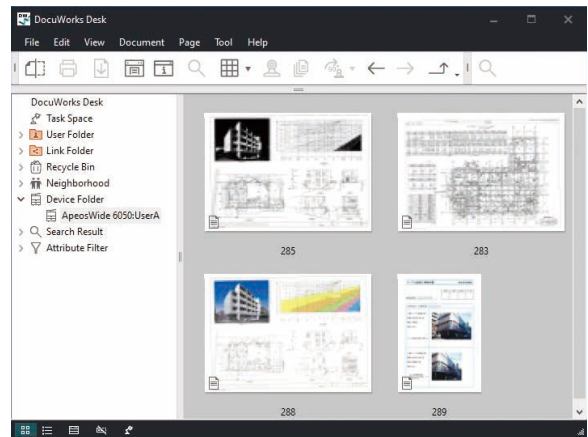 DocuWorks Desk
File Edit View Document Page Tool Help
DocuWorks Desk
Task Space
User Folder
Link Folder
Recycle Bin
Neighborhood
Device Folder
ApeosWide 6050:UserA
Search Result
Attribute Filter
285
283
288
289